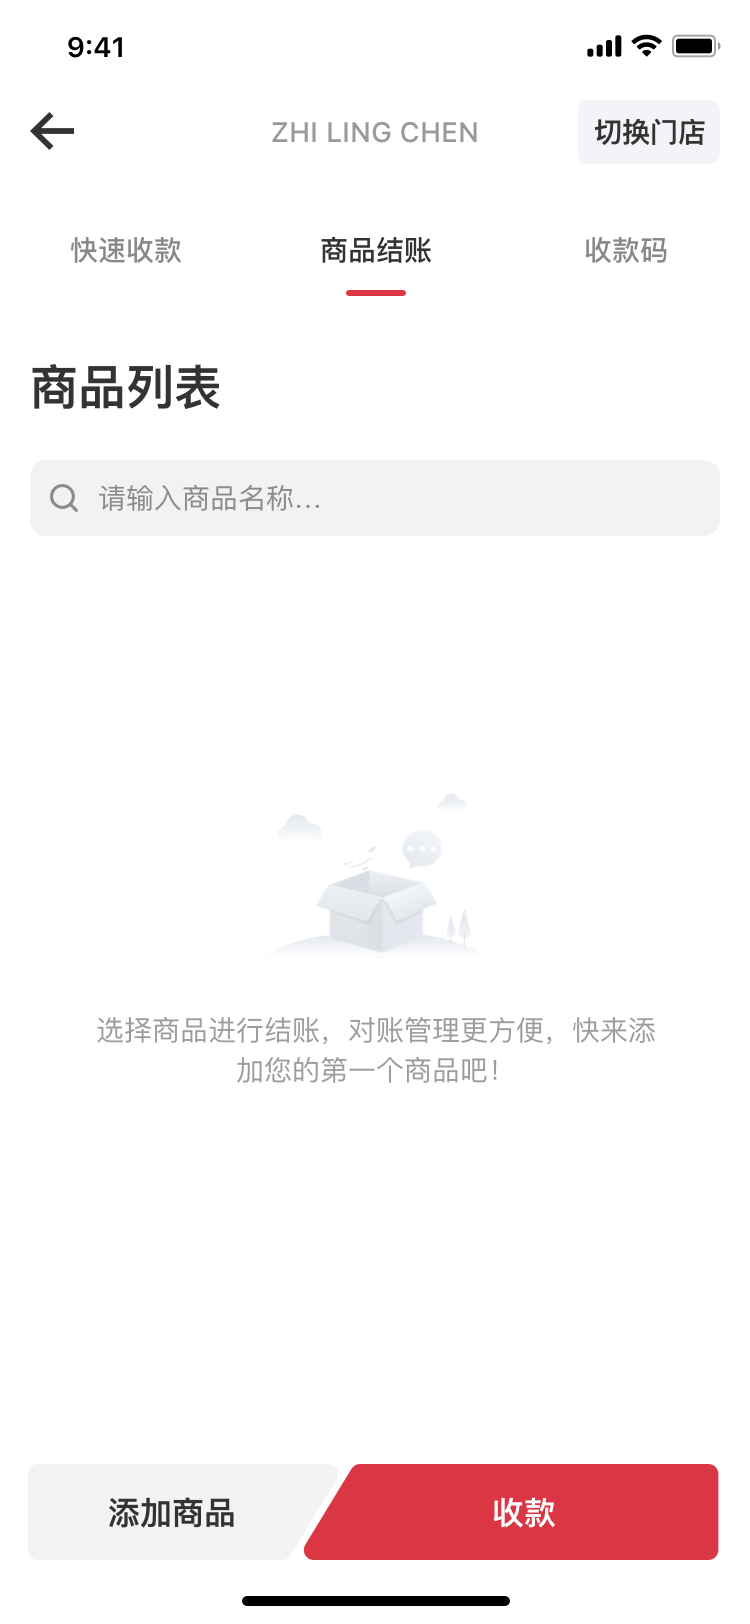 9:41
ZHI LING CHEN
切换门店
快速收款
商品结账
收款码
商品列表
请输入商品名称...
选择商品进行结账，对账管理更方便，快来添
加您的第一个商品吧！
添加商品
收款